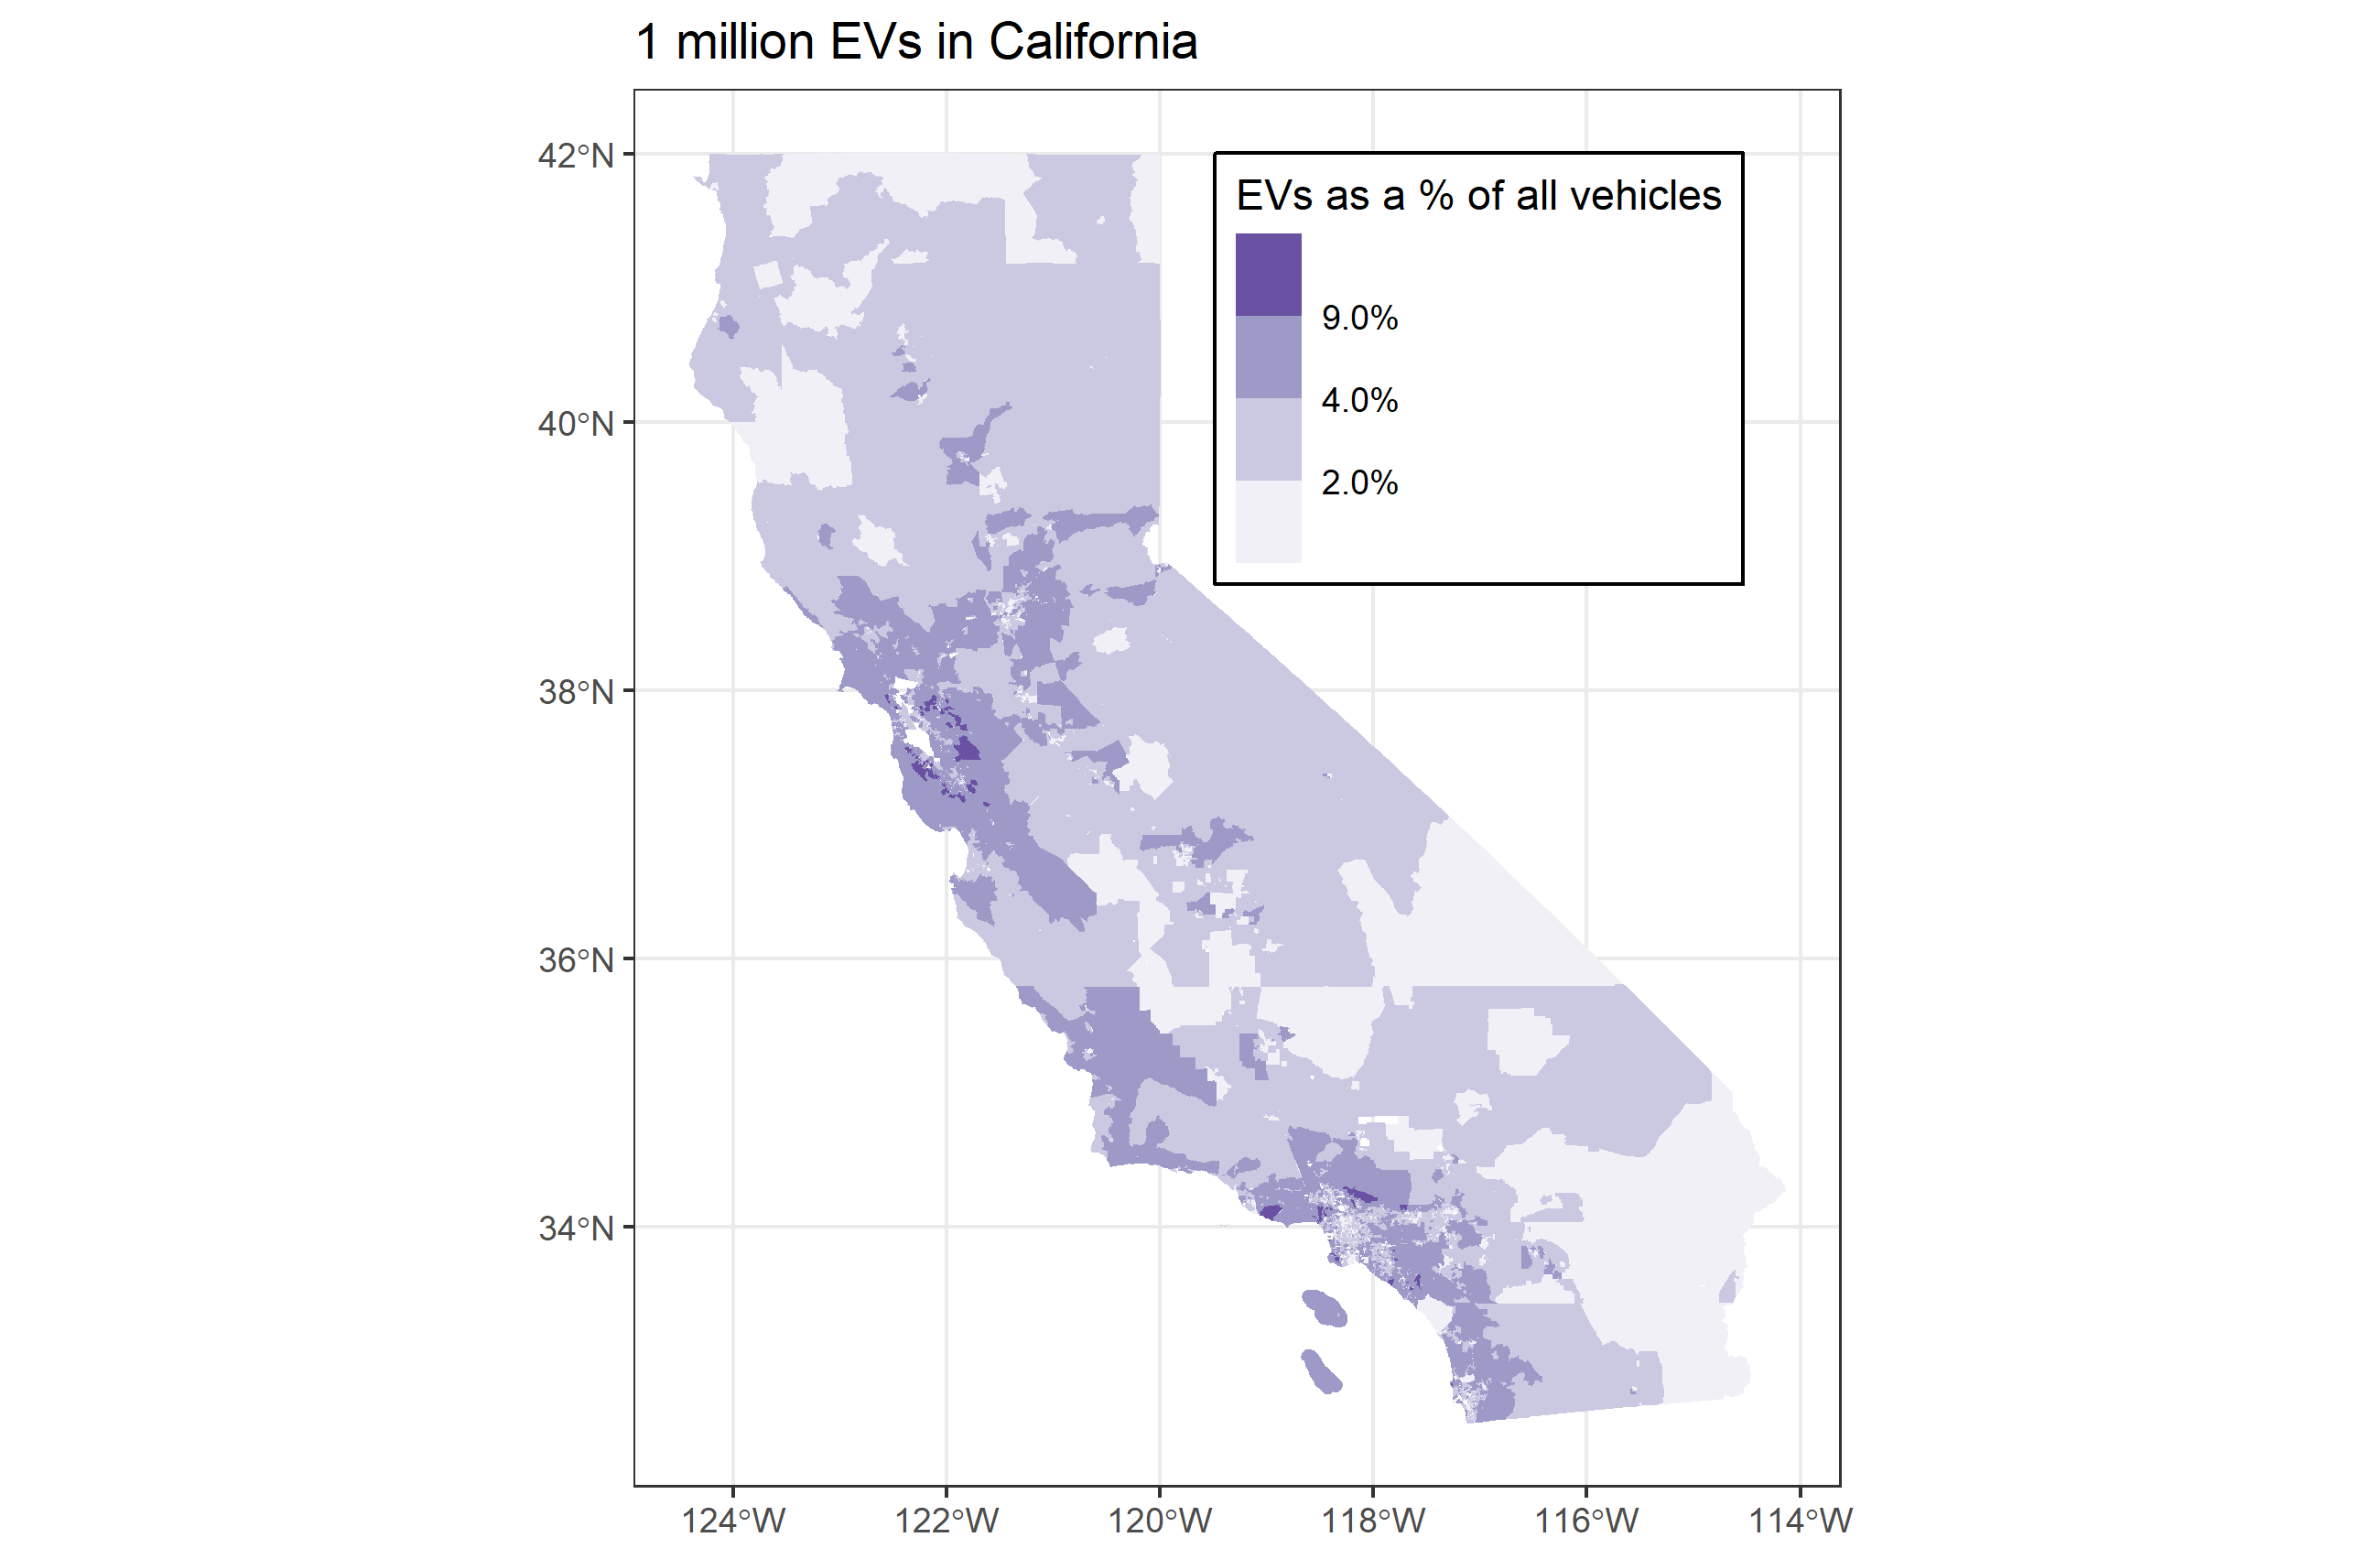 1 million EVs in California
EVs as a % of all vehicles
9.0%
4.0%
2.0%
42°N
40°N
38°N
36°N
34°N
124°W 122°W 120°W 118°W 116°W 114°W